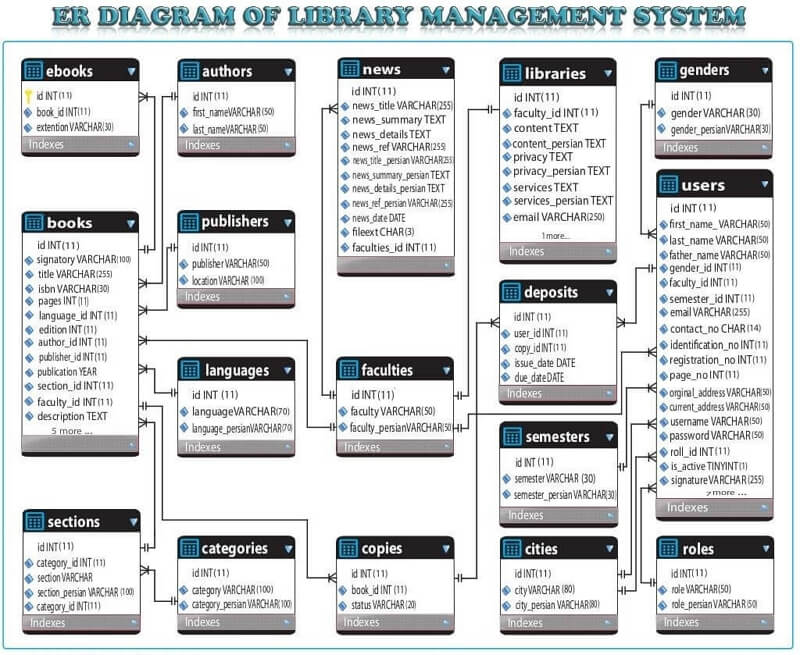 ER DIAGRAM OF LIBRARY MANAGEMENT SYSTEM
ebooks
id INT(11)
book_id INT(11)
extention VARCHAR(30)
Indexes
authors
id INT(11)
first_nameVARCHAR(50)
last_nameVARCHAR(50)
Indexes
news
id INT(11)
news_title VARCHAR(255)
news_summary TEXT
news_details TEXT
news_ref VARCHAR(255)
news_title_persian VARCHAR(255)
news_summary_persian TEXT
news_details_persian TEXT
news_ref_persian VARCHAR(255)
news_date DATE
fileext CHAR(3)
faculties_id INT(11)
Indexes
libraries
id INT(11)
faculty_id INT(11)
content TEXT
content_persian TEXT
privacy TEXT
privacy_persian TEXT
services TEXT
services_persian TEXT
email VARCHAR(250)
1more...
Indexes
genders
id INT(11)
gender VARCHAR(30)
gender_persianVARCHAR(30)
Indexes
books
id INT(11)
signatory VARCHAR(100)
title VARCHAR(255)
isbn VARCHAR(30)
pages INT(11)
language_id INT(11)
edition INT(11)
author_id INT(11)
publisher_id INT(11)
publication YEAR
section_id INT(11)
faculty_id INT(11)
description TEXT
5 more ...
Indexes
publishers
id INT(11)
publisher VARCHAR(50)
location VARCHAR (100)
Indexes
users
id INT(11)
first_name_ VARCHAR(50)
last_name VARCHAR(50)
father_name VARCHAR(50)
gender_id INT(11)
faculty_id INT(11)
semester_id INT(11)
email VARCHAR(255)
contact_no CHAR(14)
identification_no INT(11)
registration_no INT(11)
page_no INT(11)
orginal_address VARCHAR(50)
current_address VARCHAR(50)
username VARCHAR(50)
password VARCHAR(50)
roll_id INT(11)
is_active TINYINT(1)
signatureVARCHAR (255)
2more ...
Indexes
deposits
id INT(11)
user_id INT(11)
copy_id INT(11)
issue_date DATE
due_date DATE
Indexes
languages
id INT(11)
languageVARCHAR(70)
language_persianVARCHAR(70)
Indexes
faculties
id INT(11)
faculty VARCHAR(50)
faculty_persianVARCHAR(50)
Indexes
semesters
id INT(11)
semester VARCHAR (30)
semester_persian VARCHAR(30)
Indexes
sections
id INT(11)
category_id INT(11)
section VARCHAR
section_persian VARCHAR (100)
category_id INT(11)
Indexes
categories
id INT(11)
category VARCHAR (100)
category_persian VARCHAR(100)
Indexes
copies
id INT(11)
book_id INT (11)
status VARCHAR (20)
Indexes
cities
id INT(11)
city VARCHAR (80)
city_persian VARCHAR(80)
Indexes
roles
id INT(11)
role VARCHAR(50)
role_persian VARCHAR(50)
Indexes